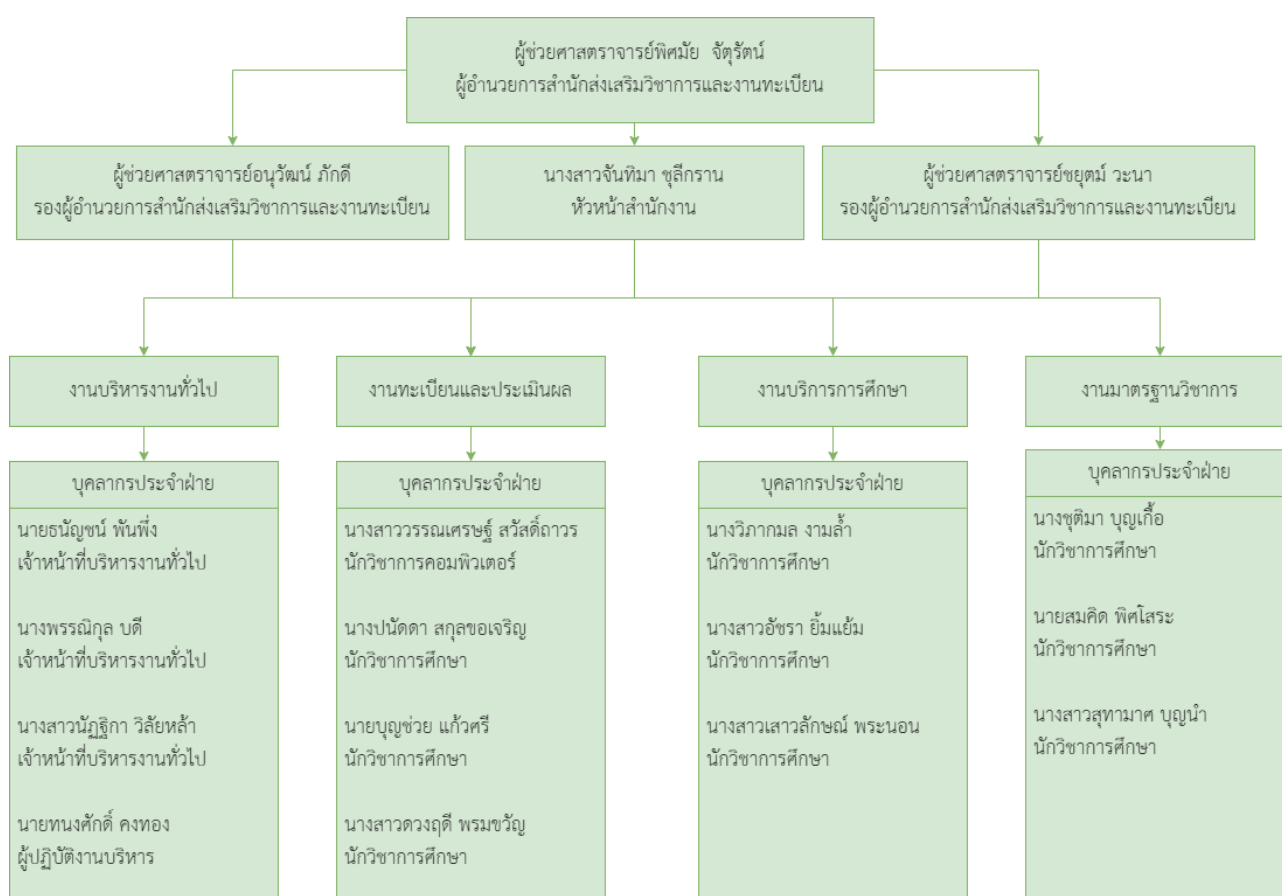 ผู้ช่วยศาสตราจารย์พิศมัย จัตุรัตน์
ผู้อำนวยการสำนักส่งเสริมวิชาการและงานทะเบียน
ผู้ช่วยศาสตราจารย์อนุวัฒน์ ภักดี
รองผู้อำนวยการสำนักส่งเสริมวิชาการและงานทะเบียน
นางสาวจันทิมา ชุลีกราน
หัวหน้าสำนักงาน
ผู้ช่วยศาสตราจารย์ชยุตม์ วะนา
รองผู้อำนวยการสำนักส่งเสริมวิชาการและงานทะเบียน
งานบริหารงานทั่วไป
บุคลากรประจำฝ่าย
นายธนัญชน์ พันพึ่ง
เจ้าหน้าที่บริหารงานทั่วไป
นางพรรณิกุล บดี
เจ้าหน้าที่บริหารงานทั่วไป
นางสาวนัฏฐิกา วิลัยหล้า
เจ้าหน้าที่บริหารงานทั่วไป
นายทนงศักดิ์ คงทอง
ผู้ปฏิบัติงานบริหาร
งานทะเบียนและประเมินผล
บุคลากรประจำฝ่าย
นางสาววรรณเศรษฐ์ สวัสดิ์ถาวร
นักวิชาการคอมพิวเตอร์
นางปนัดดา สกุลขอเจริญ
นักวิชาการศึกษา
นายบุญช่วย แก้วศรี
นักวิชาการศึกษา
นางสาวดวงฤดี พรมขวัญ
นักวิชาการศึกษา
งานบริการการศึกษา
บุคลากรประจำฝ่าย
นางวิภากมล งามล้ำ
นักวิชาการศึกษา
นางสาวอัชรา ยิ้มแย้ม
นักวิชาการศึกษา
นางสาวเสาวลักษณ์ พระนอน
นักวิชาการศึกษา
งานมาตรฐานวิชาการ
บุคลากรประจำฝ่าย
นางชุติมา บุญเกื้อ
นักวิชาการศึกษา
นายสมคิด พิศโสระ
นักวิชาการศึกษา
นางสาวสุทามาศ บุญนำ
นักวิชาการศึกษา